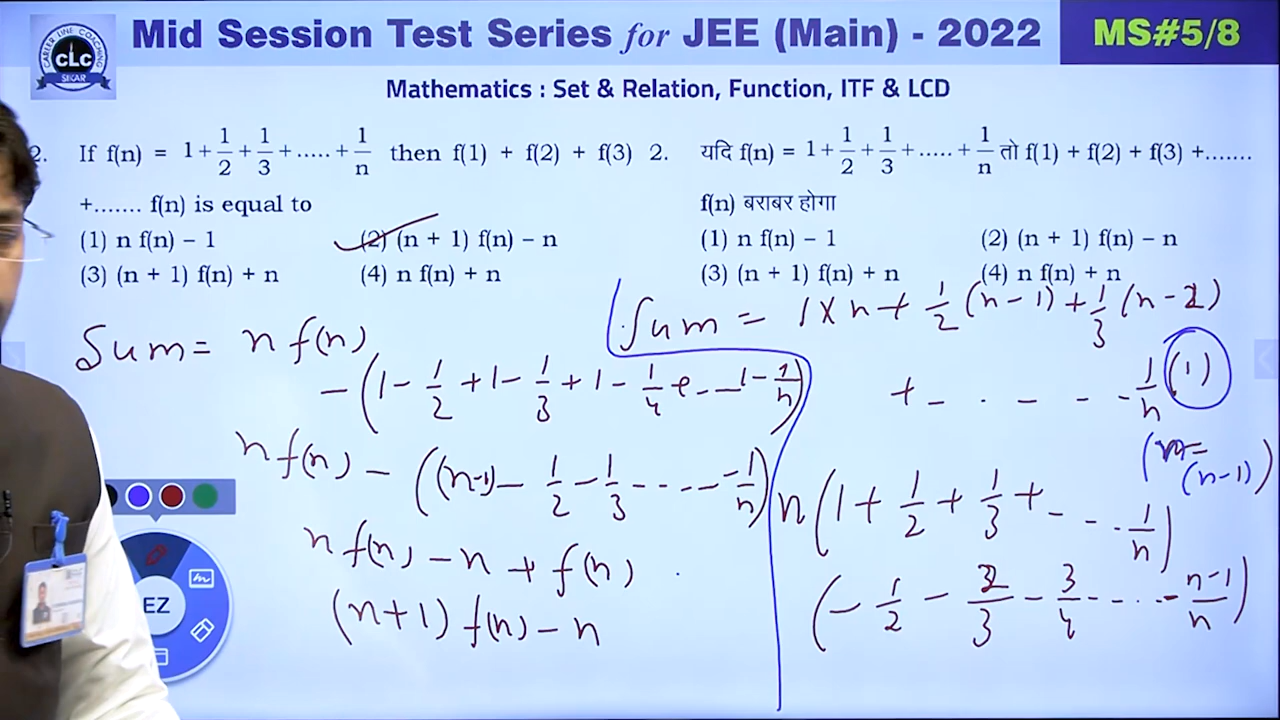 CAREER LINE COACHING
CLC
SIKAR
Mid Session Test Series for JEE (Main) - 2022
MS#5/8
Mathematics : Set & Relation, Function, ITF & LCD
2. If f(n) = 1 + 1/2 + 1/3 + ..... + 1/n then f(1) + f(2) + f(3)
+....... f(n) is equal to
(1) n f(n) – 1 (2) (n + 1) f(n) – n
(3) (n + 1) f(n) + n (4) n f(n) + n
2. यदि f(n) = 1 + 1/2 + 1/3 + ..... + 1/n तो f(1) + f(2) + f(3) +.......
f(n) बराबर होगा
(1) n f(n) – 1 (2) (n + 1) f(n) – n
(3) (n + 1) f(n) + n (4) n f(n) + n
Sum = n f(n)
- (1 - 1/2 + 1 - 1/3 + 1 - 1/4 + - - 1 - 1/n)
n f(n) - ((n-1) - 1/2 - 1/3 - - - - - 1/n)
n f(n) - n + f(n)
(n+1) f(n) - n
Sum = 1 x n + 1/2 (n-1) + 1/3 (n-2)
+ - - - - - 1/n (1)
(n-1)
n (1 + 1/2 + 1/3 + - - - 1/n)
(- 1/2 - 2/3 - 3/4 - - - - n-1/n)
EZ